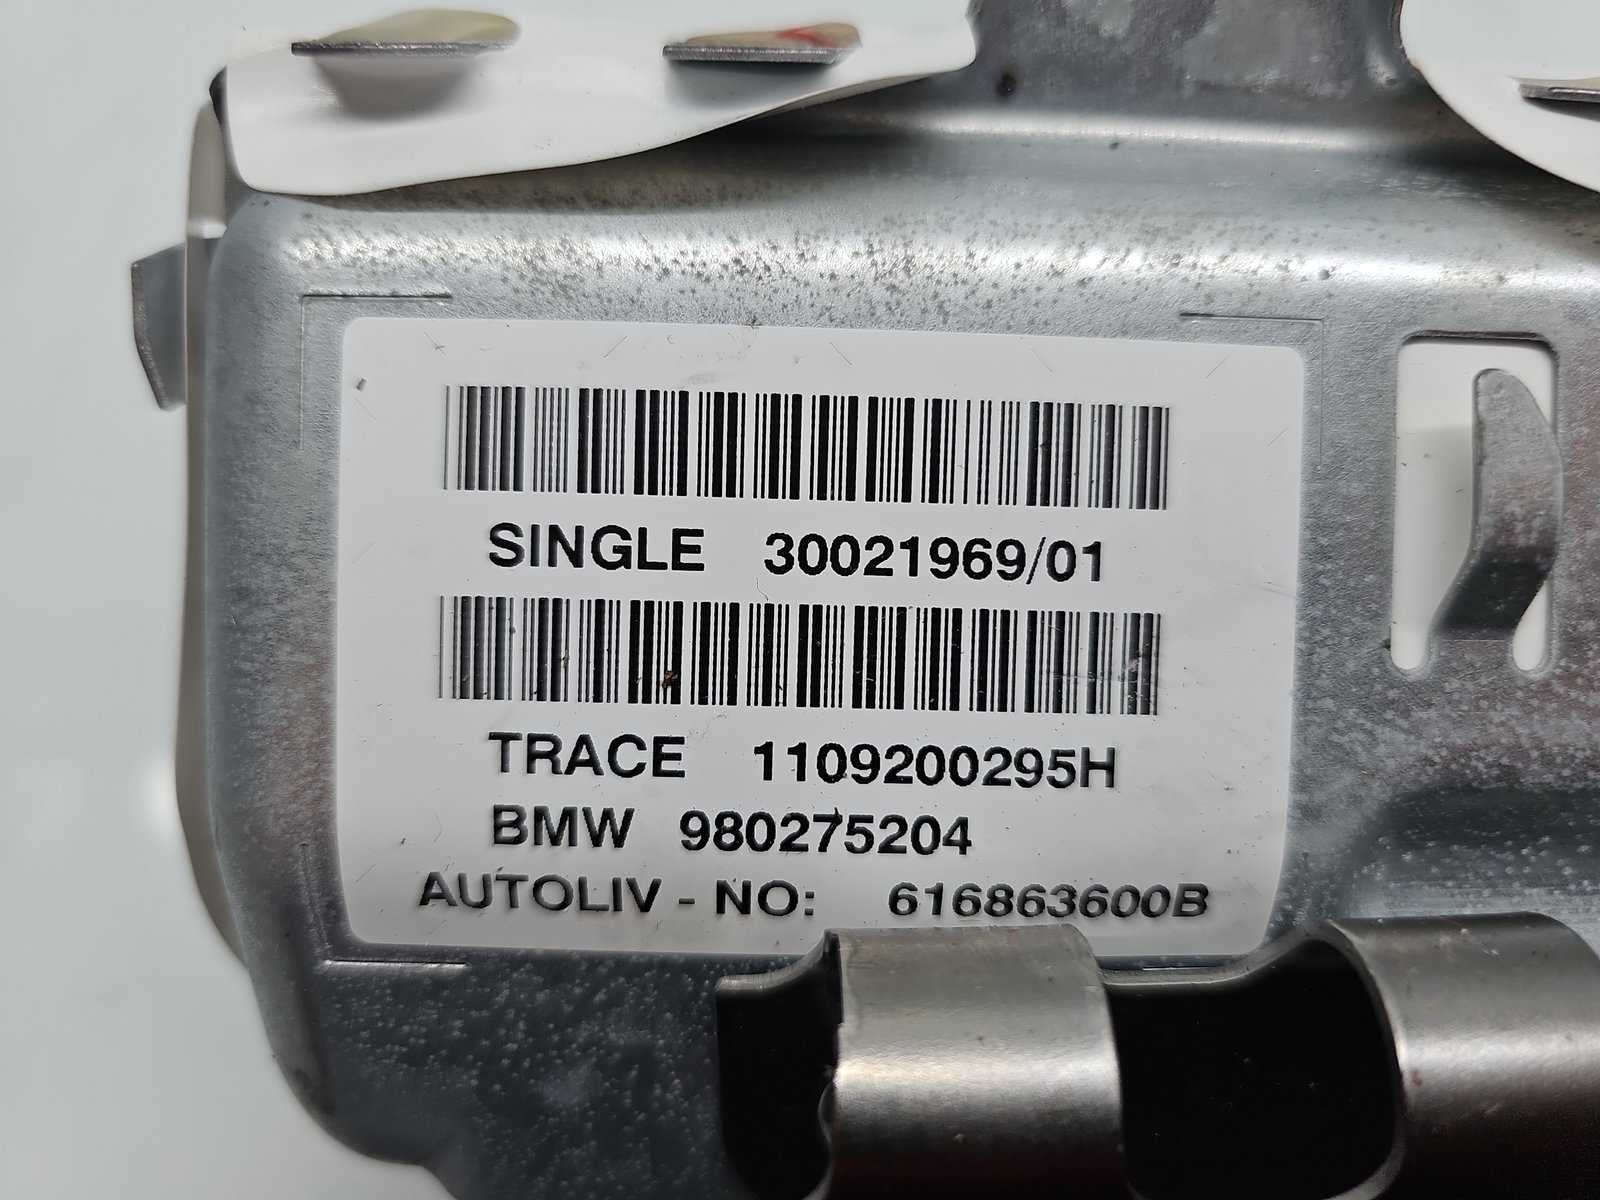 SINGLE 30021969/01
TRACE 1109200295H
BMW 980275204
AUTOLIV - NO: 616863600B